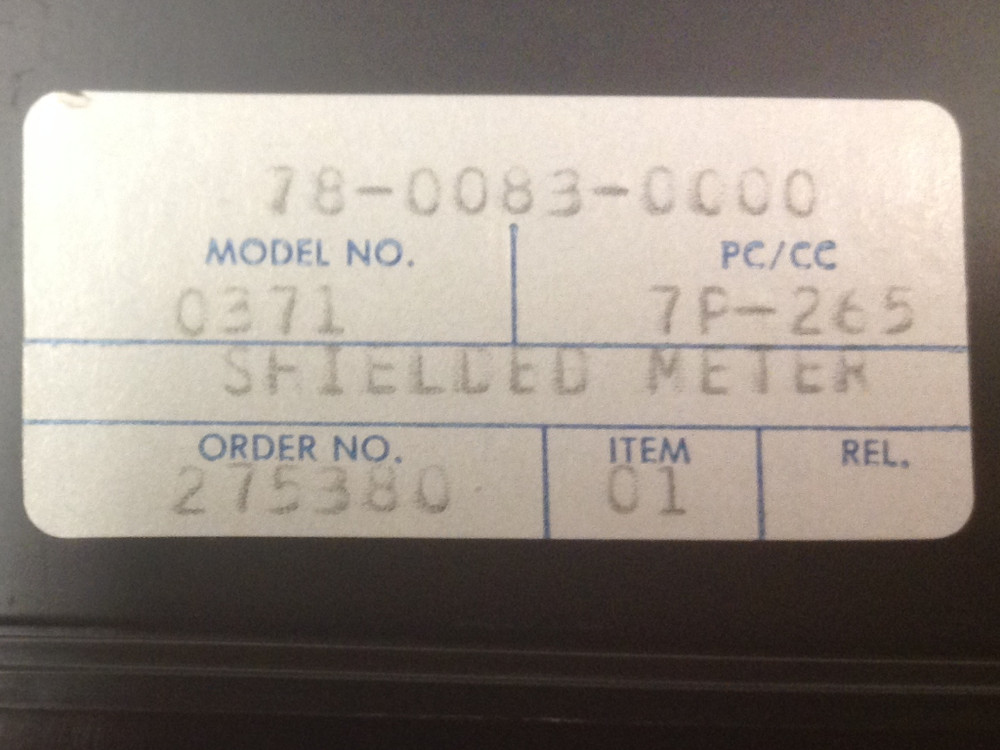 78-0083-0000
MODEL NO. PC/CC
0371 7P-265
SHIELDED METER
ORDER NO. ITEM REL.
275380 01